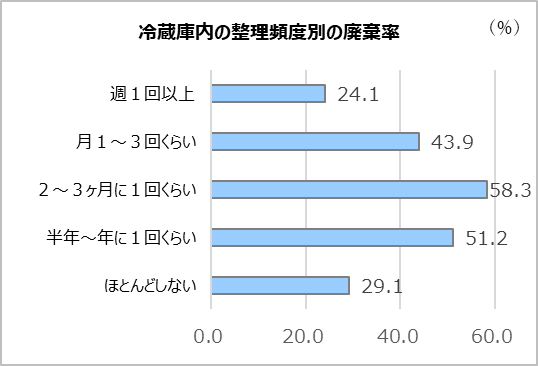 冷蔵庫内の整理頻度別の廃棄率
（%）
週１回以上 24.1
月１～３回くらい 43.9
２～３ヶ月に１回くらい 58.3
半年～年に１回くらい 51.2
ほとんどしない 29.1
0.0 20.0 40.0 60.0